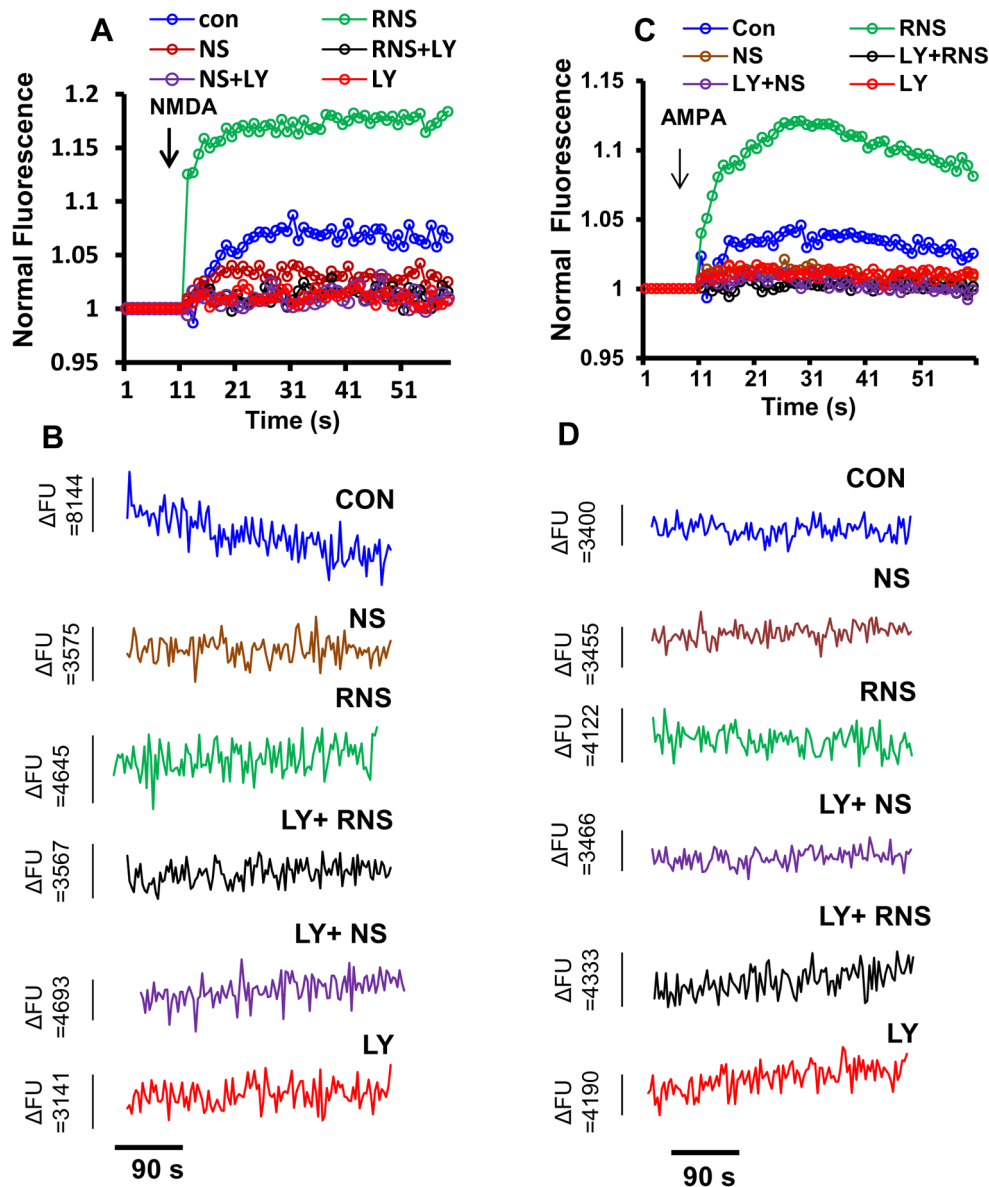 A
con
RNS
NS
RNS+LY
NS+LY
LY
Normal Fluorescence
1.2
1.15
1.1
1.05
1
0.95
NMDA
1
11
21
31
41
51
Time (s)
C
Con
RNS
NS
LY+RNS
LY+NS
LY
Normal Fluorescence
1.15
1.1
1.05
1
0.95
AMPA
1
11
21
31
41
51
Time (s)
B
ΔFU
=8144
CON
ΔFU
=3575
NS
ΔFU
=4645
RNS
ΔFU
=3567
LY+ RNS
ΔFU
=4693
LY+ NS
ΔFU
=3141
LY
90 s
D
ΔFU
=3400
CON
ΔFU
=3455
NS
ΔFU
=4122
RNS
ΔFU
=3466
LY+ NS
ΔFU
=4333
LY+ RNS
ΔFU
=4190
LY
90 s